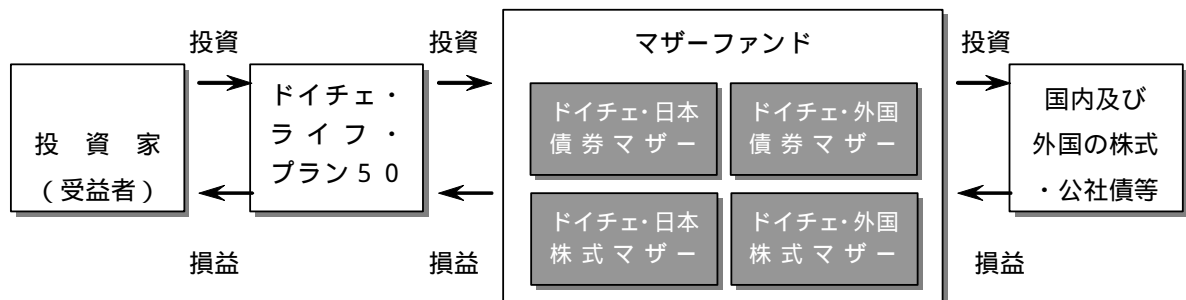 投資
投資
マザーファンド
投資
投資家
(受益者)
ドイチェ・
ライフ・
プラン50
ドイチェ・日本
債券マザー
ドイチェ・外国
債券マザー
ドイチェ・日本
株式マザー
ドイチェ・外国
株式マザー
国内及び
外国の株式
・公社債等
損益
損益
損益